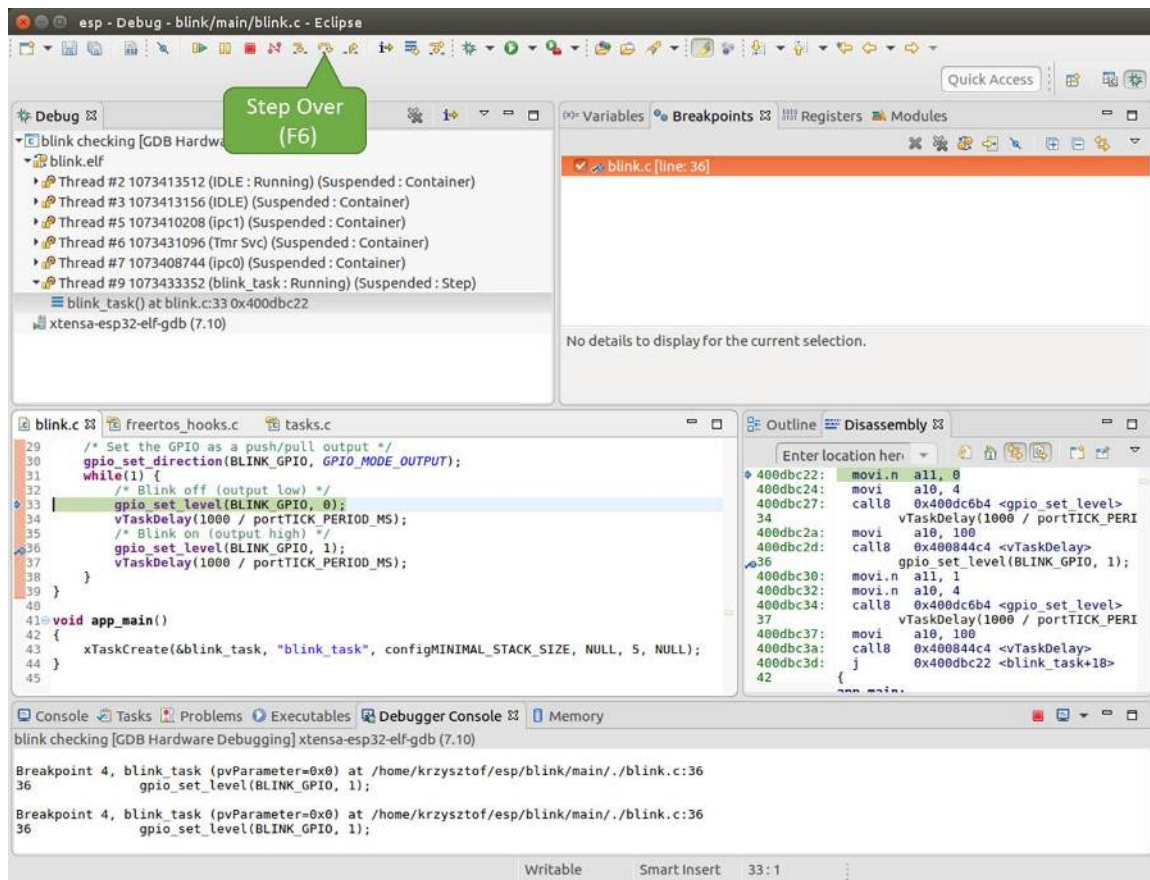 esp - Debug - blink/main/blink.c - Eclipse
Step Over
(F6)
Quick Access
Debug
blink checking [GDB Hardwa
blink.elf
Thread #2 1073413512 (IDLE : Running) (Suspended : Container)
Thread #3 1073413156 (IDLE) (Suspended : Container)
Thread #5 1073410208 (ipc1) (Suspended : Container)
Thread #6 1073431096 (Tmr Svc) (Suspended : Container)
Thread #7 1073408744 (ipc0) (Suspended : Container)
Thread #9 1073433352 (blink_task : Running) (Suspended : Step)
blink_task() at blink.c:33 0x400dbc22
xtensa-esp32-elf-gdb (7.10)
(x)= Variables Breakpoints Registers Modules
blink.c [line: 36]
No details to display for the current selection.
blink.c freertos_hooks.c tasks.c
29 /* Set the GPIO as a push/pull output */
30 gpio_set_direction(BLINK_GPIO, GPIO_MODE_OUTPUT);
31 while(1) {
32 /* Blink off (output low) */
33 gpio_set_level(BLINK_GPIO, 0);
34 vTaskDelay(1000 / portTICK_PERIOD_MS);
35 /* Blink on (output high) */
36 gpio_set_level(BLINK_GPIO, 1);
37 vTaskDelay(1000 / portTICK_PERIOD_MS);
38 }
39 }
40
41 void app_main()
42 {
43 xTaskCreate(&blink_task, "blink_task", configMINIMAL_STACK_SIZE, NULL, 5, NULL);
44 }
45
Outline Disassembly
Enter location her
400dbc22: movi.n a11, 0
400dbc24: movi a10, 4
400dbc27: call8 0x400dc6b4 <gpio_set_level>
34 vTaskDelay(1000 / portTICK_PERI
400dbc2a: movi a10, 100
400dbc2d: call8 0x400844c4 <vTaskDelay>
36 gpio_set_level(BLINK_GPIO, 1);
400dbc30: movi.n a11, 1
400dbc32: movi.n a10, 4
400dbc34: call8 0x400dc6b4 <gpio_set_level>
37 vTaskDelay(1000 / portTICK_PERI
400dbc37: movi a10, 100
400dbc3a: call8 0x400844c4 <vTaskDelay>
400dbc3d: j 0x400dbc22 <blink_task+18>
42 {
app_main:
Console Tasks Problems Executables Debugger Console Memory
blink checking [GDB Hardware Debugging] xtensa-esp32-elf-gdb (7.10)
Breakpoint 4, blink_task (pvParameter=0x0) at /home/krzysztof/esp/blink/main/./blink.c:36
36 gpio_set_level(BLINK_GPIO, 1);
Breakpoint 4, blink_task (pvParameter=0x0) at /home/krzysztof/esp/blink/main/./blink.c:36
36 gpio_set_level(BLINK_GPIO, 1);
Writable Smart Insert 33 : 1